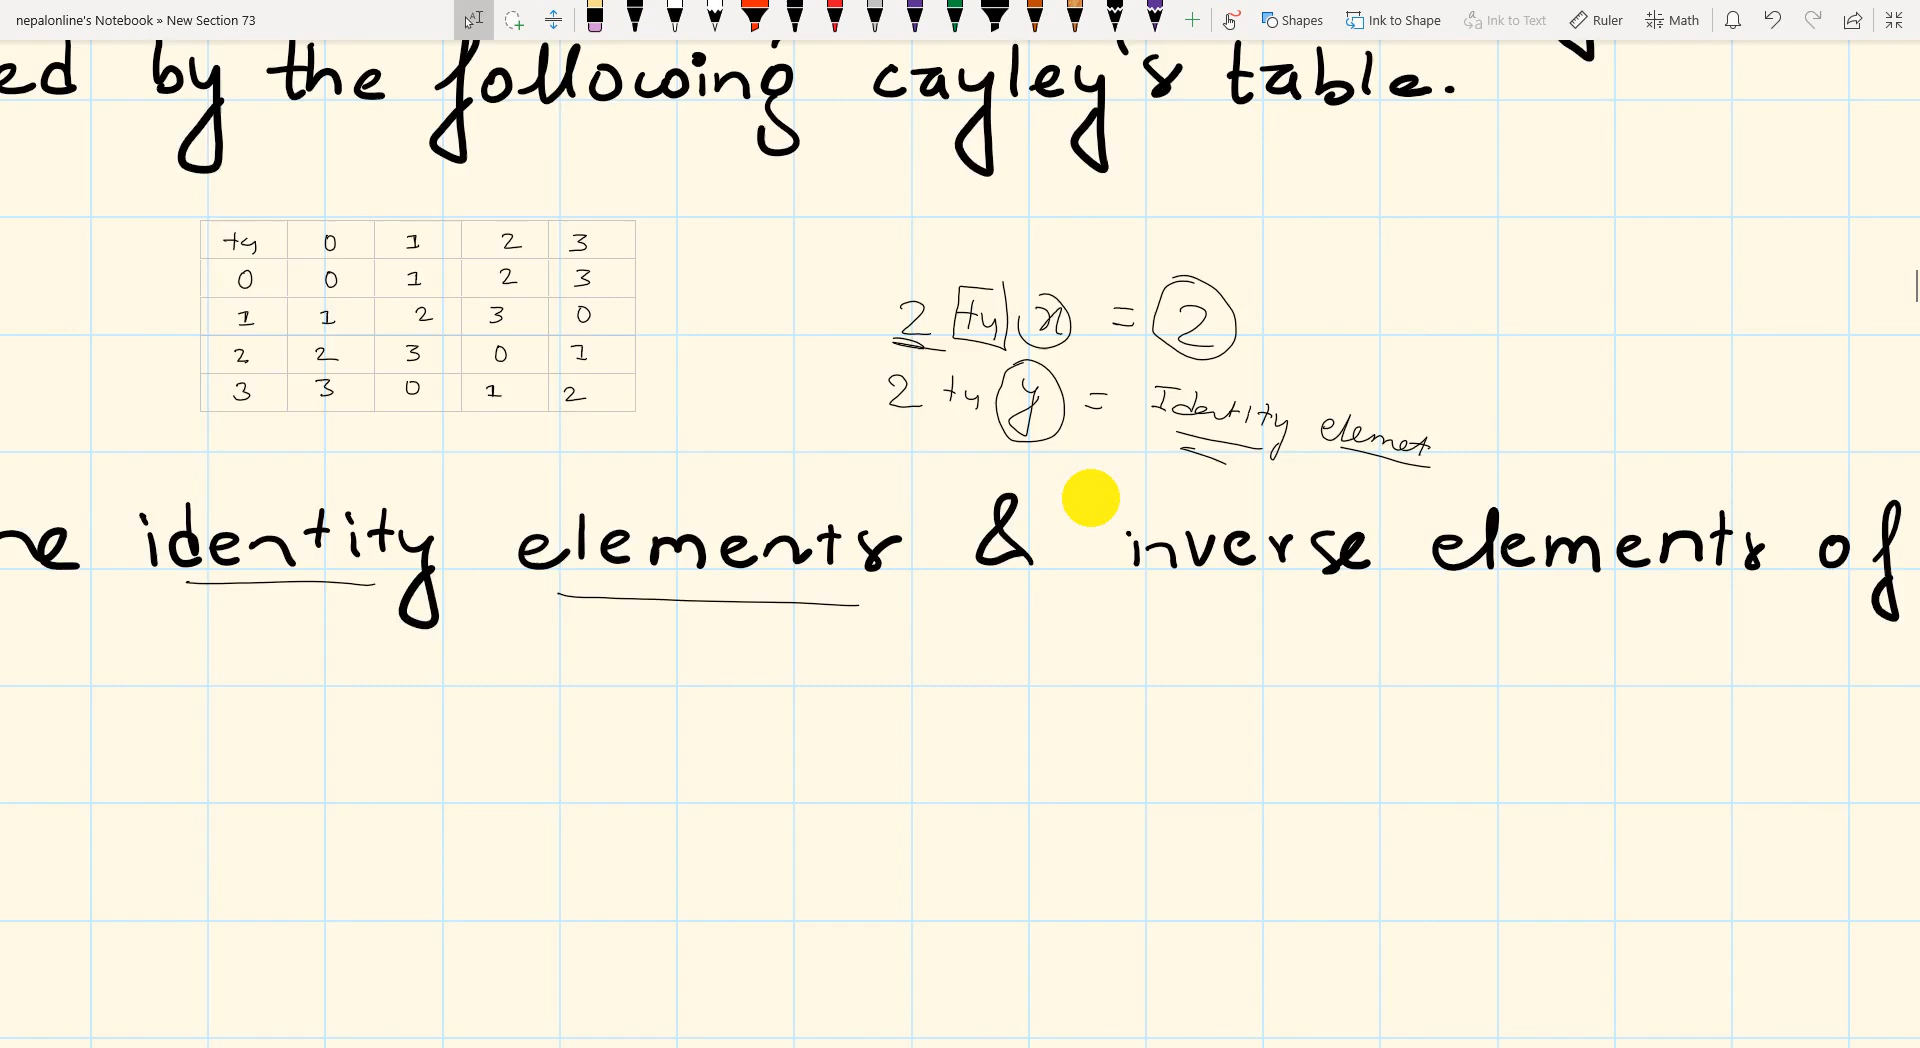 nepalonline's Notebook » New Section 73
Shapes Ink to Shape Ink to Text Ruler Math
ed by the following cayley's table.
+4 0 1 2 3
0 0 1 2 3
1 1 2 3 0
2 2 3 0 1
3 3 0 1 2
2 +4 x = 2
2 +4 y = Identity elemet
ne identity elements & inverse elements of